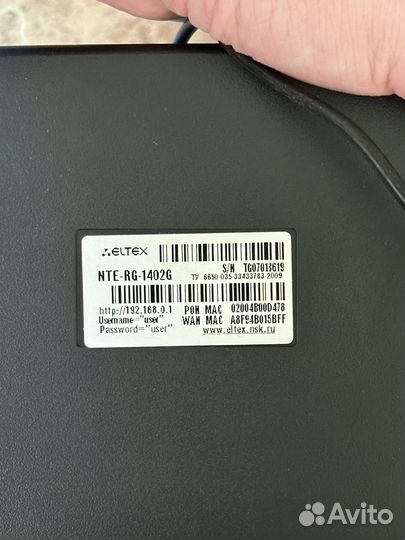 ELTEX
S/N TG07013619
NTE-RG-1402G
ТУ 6650-035-33433783-2009
http://192.168.0.1 PON MAC 02004B00D478
Username="user" WAN MAC A8F94B015BFF
Password="user" www.eltex.nsk.ru
Avito